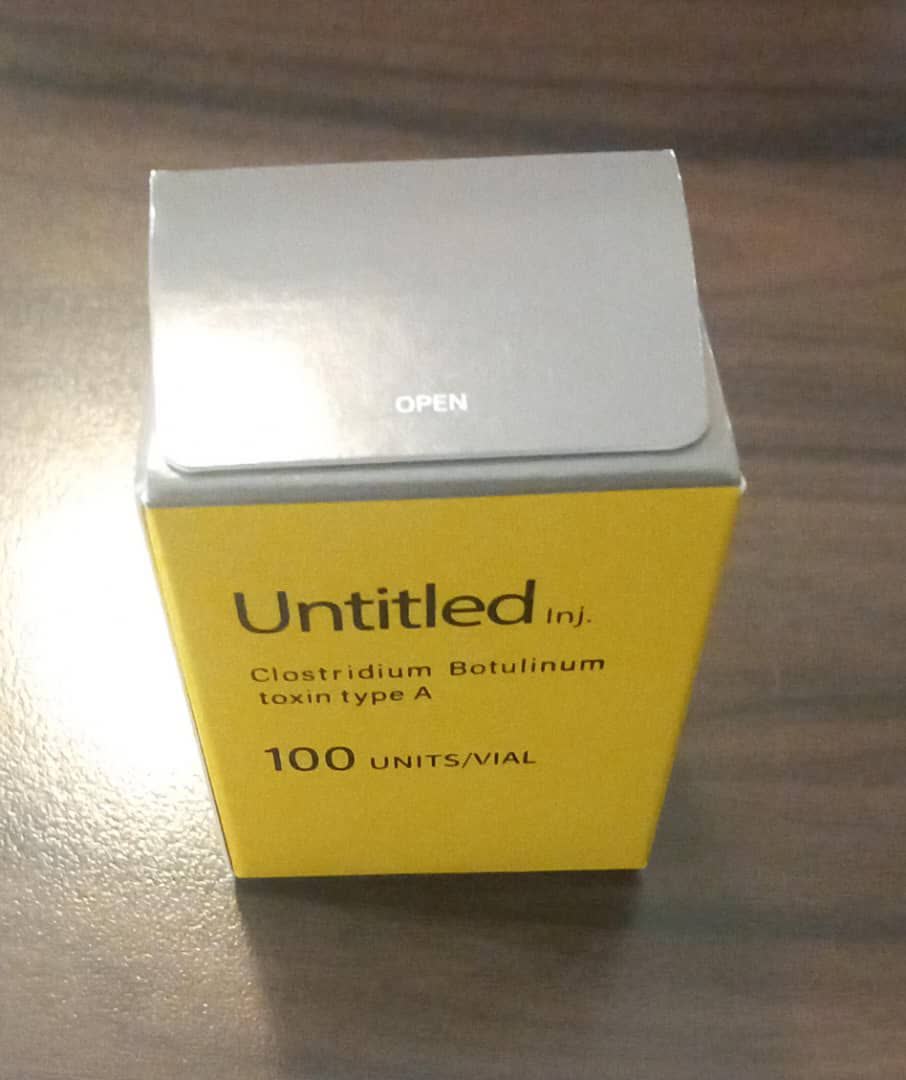 OPEN
Untitled Inj.
Clostridium Botulinum
toxin type A
100 UNITS/VIAL